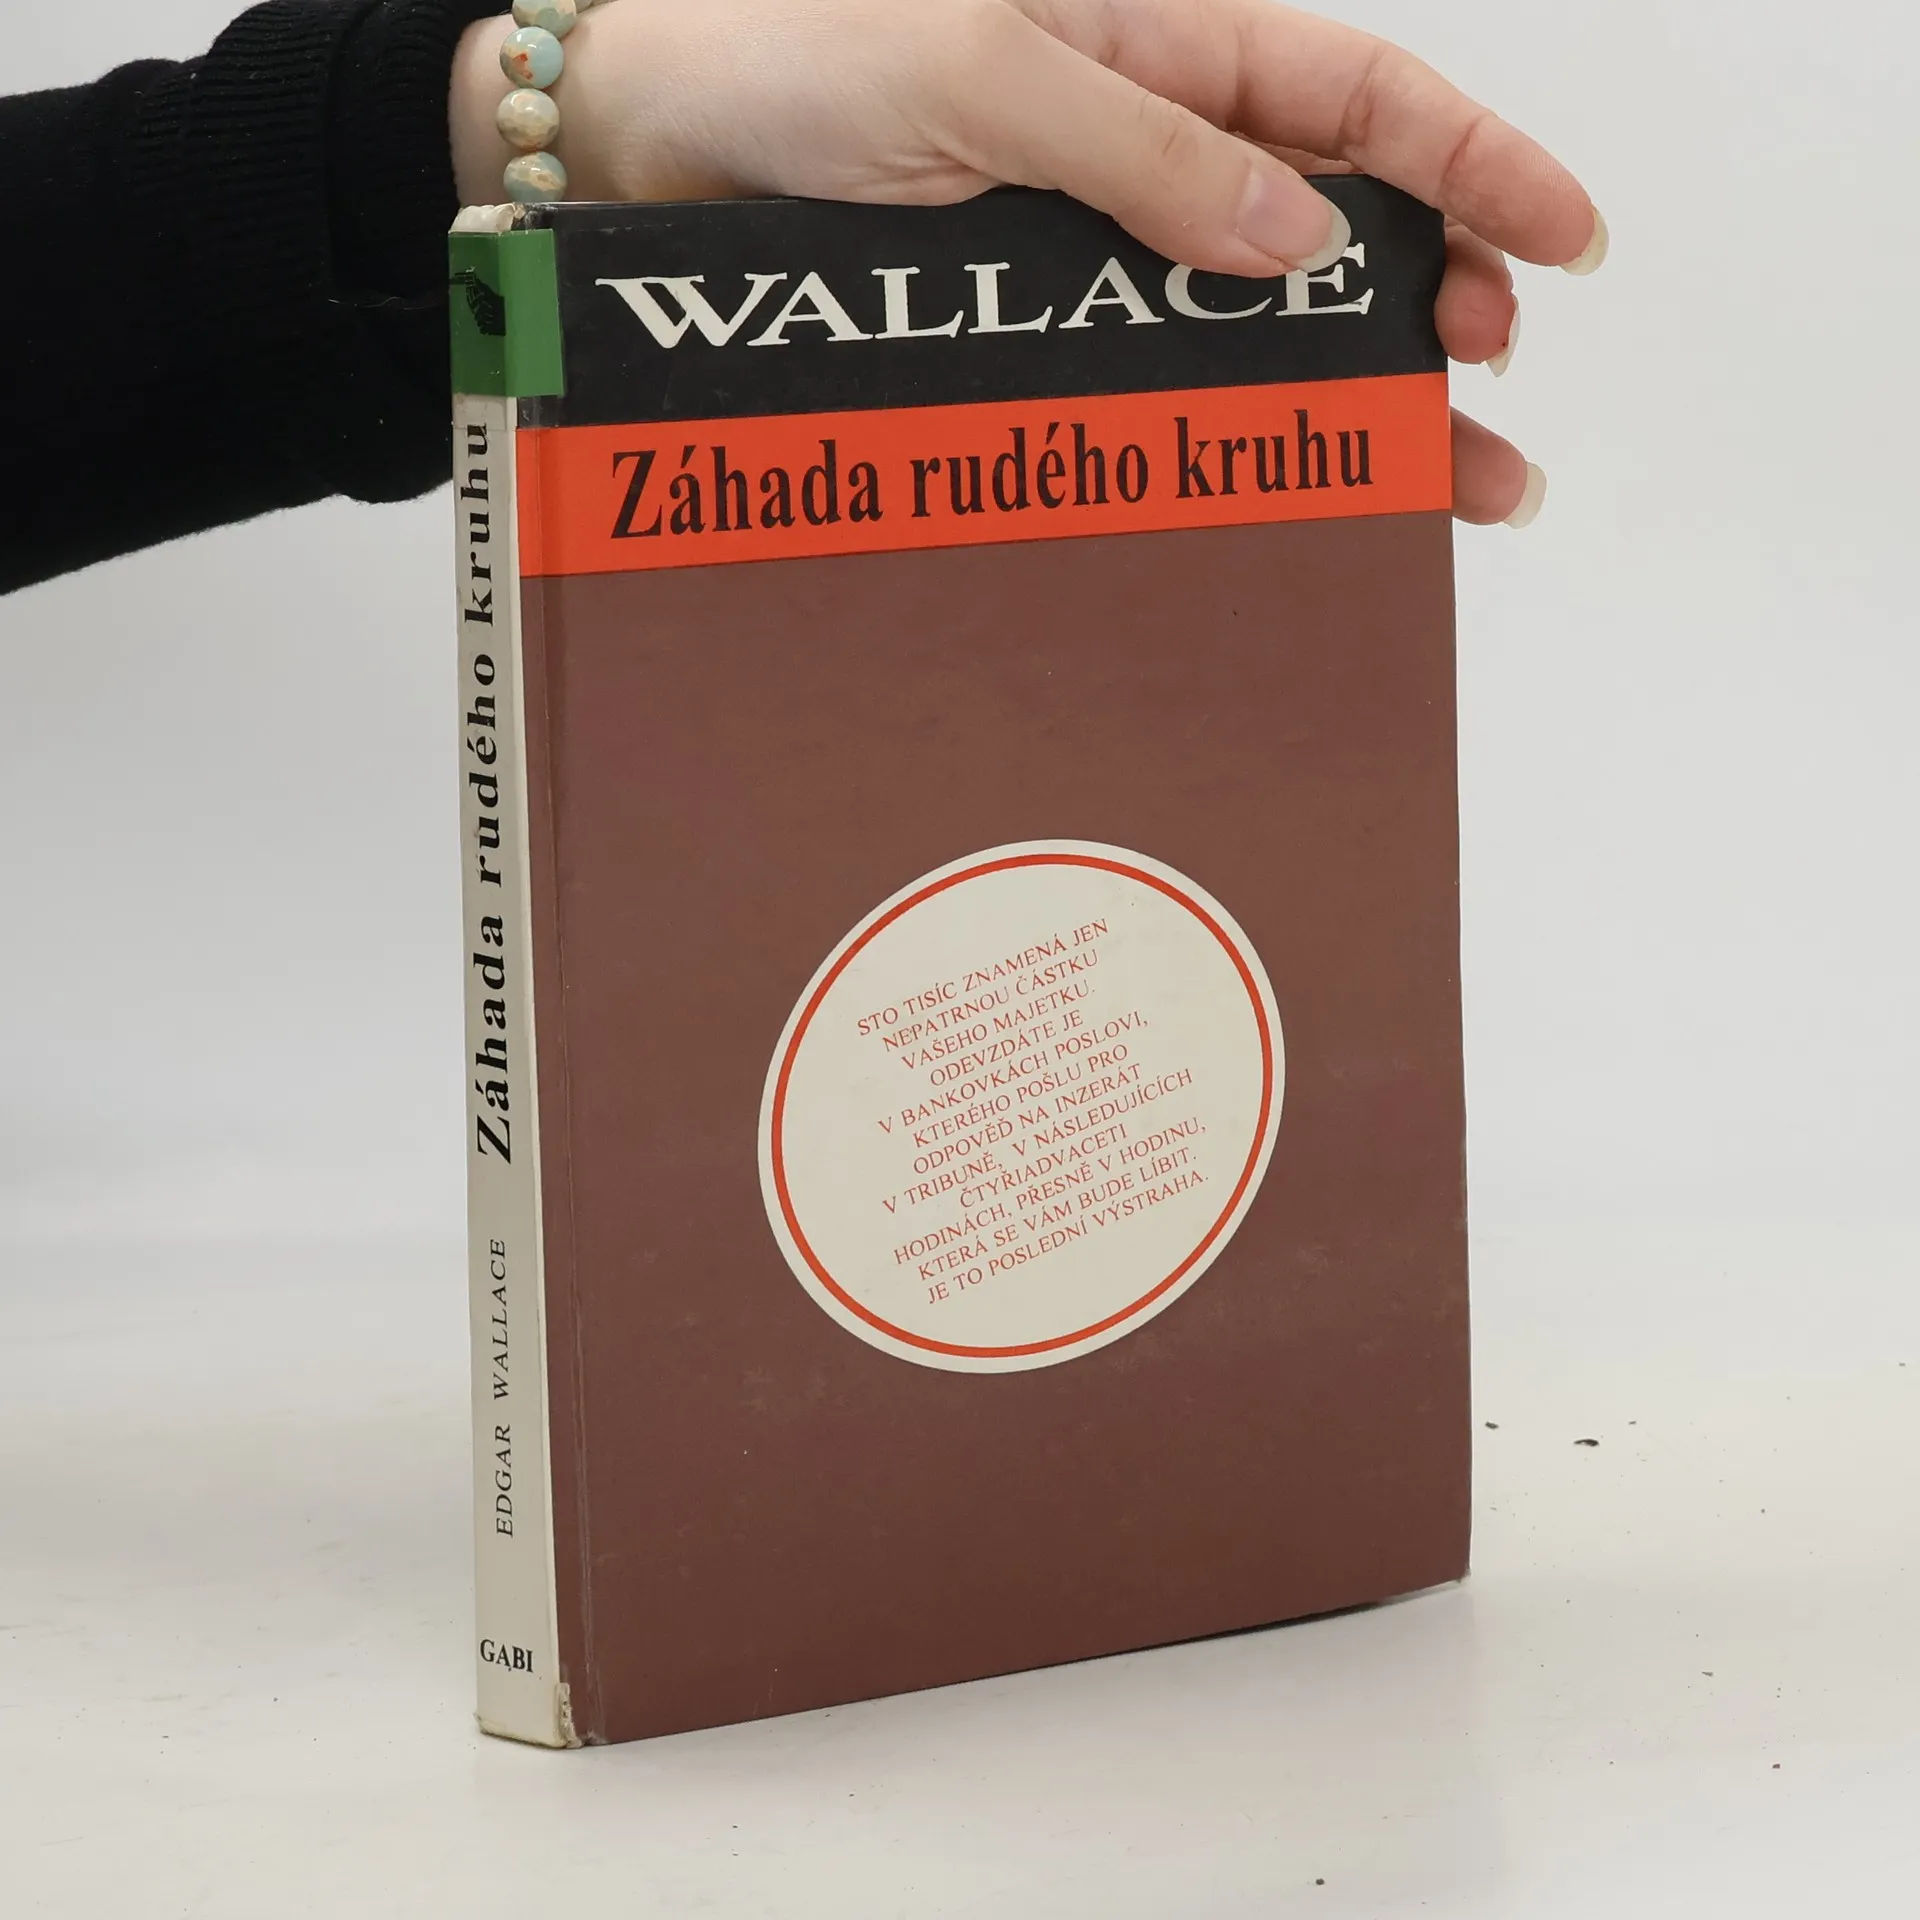 WALLACE
Záhada rudého kruhu
STO TISÍC ZNAMENÁ JEN
NEPATRNOU ČÁSTKU
VAŠEHO MAJETKU.
ODEVZDÁTE JE
V BANKOVKÁCH POSLOVI,
KTERÉHO POŠLU PRO
ODPOVĚĎ NA INZERÁT
V TRIBUNĚ, V NÁSLEDUJÍCÍCH
ČTYŘIADVACETI
HODINÁCH, PŘESNĚ V HODINU,
KTERÁ SE VÁM BUDE LÍBIT.
JE TO POSLEDNÍ VÝSTRAHA.
Záhada rudého kruhu
EDGAR WALLACE
GABI